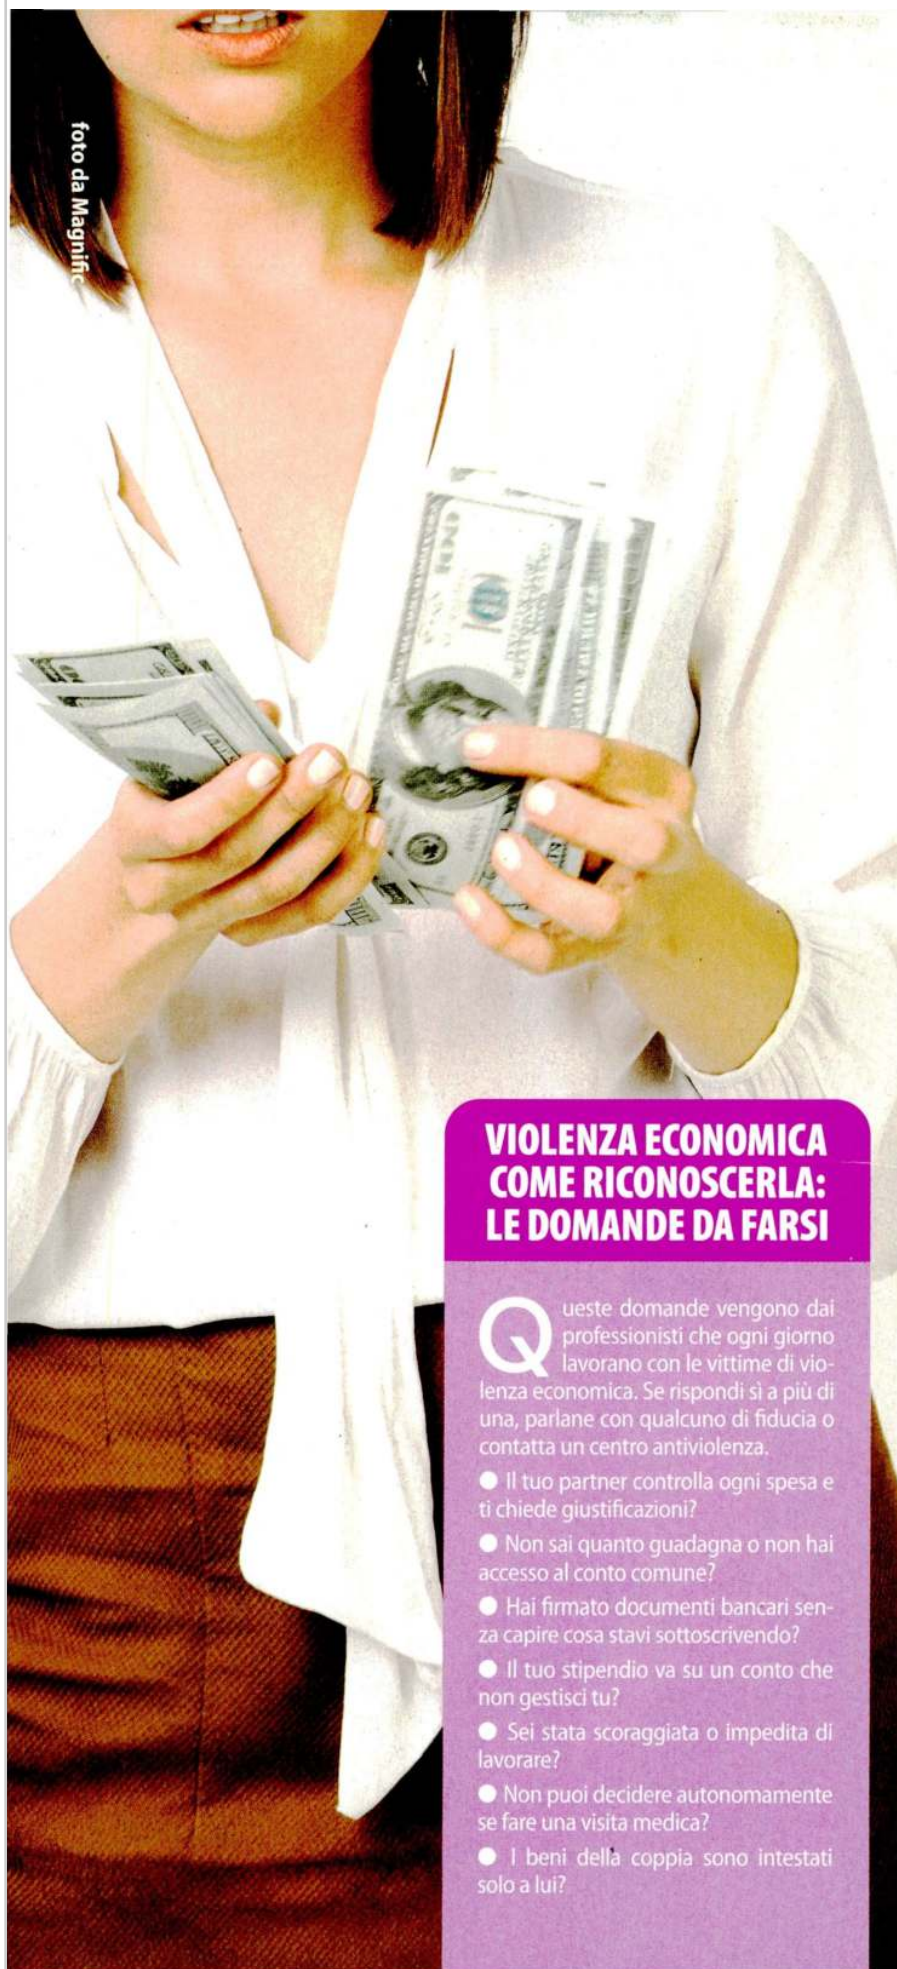 foto da Magnific
VIOLENZA ECONOMICA
COME RICONOSCERLA:
LE DOMANDE DA FARSI
Queste domande vengono dai
professionisti che ogni giorno
lavorano con le vittime di vio-
lenza economica. Se rispondi sì a più di
una, parlane con qualcuno di fiducia o
contatta un centro antiviolenza.
● Il tuo partner controlla ogni spesa e
ti chiede giustificazioni?
● Non sai quanto guadagna o non hai
accesso al conto comune?
● Hai firmato documenti bancari sen-
za capire cosa stavi sottoscrivendo?
● Il tuo stipendio va su un conto che
non gestisci tu?
● Sei stata scoraggiata o impedita di
lavorare?
● Non puoi decidere autonomamente
se fare una visita medica?
● I beni della coppia sono intestati
solo a lui?